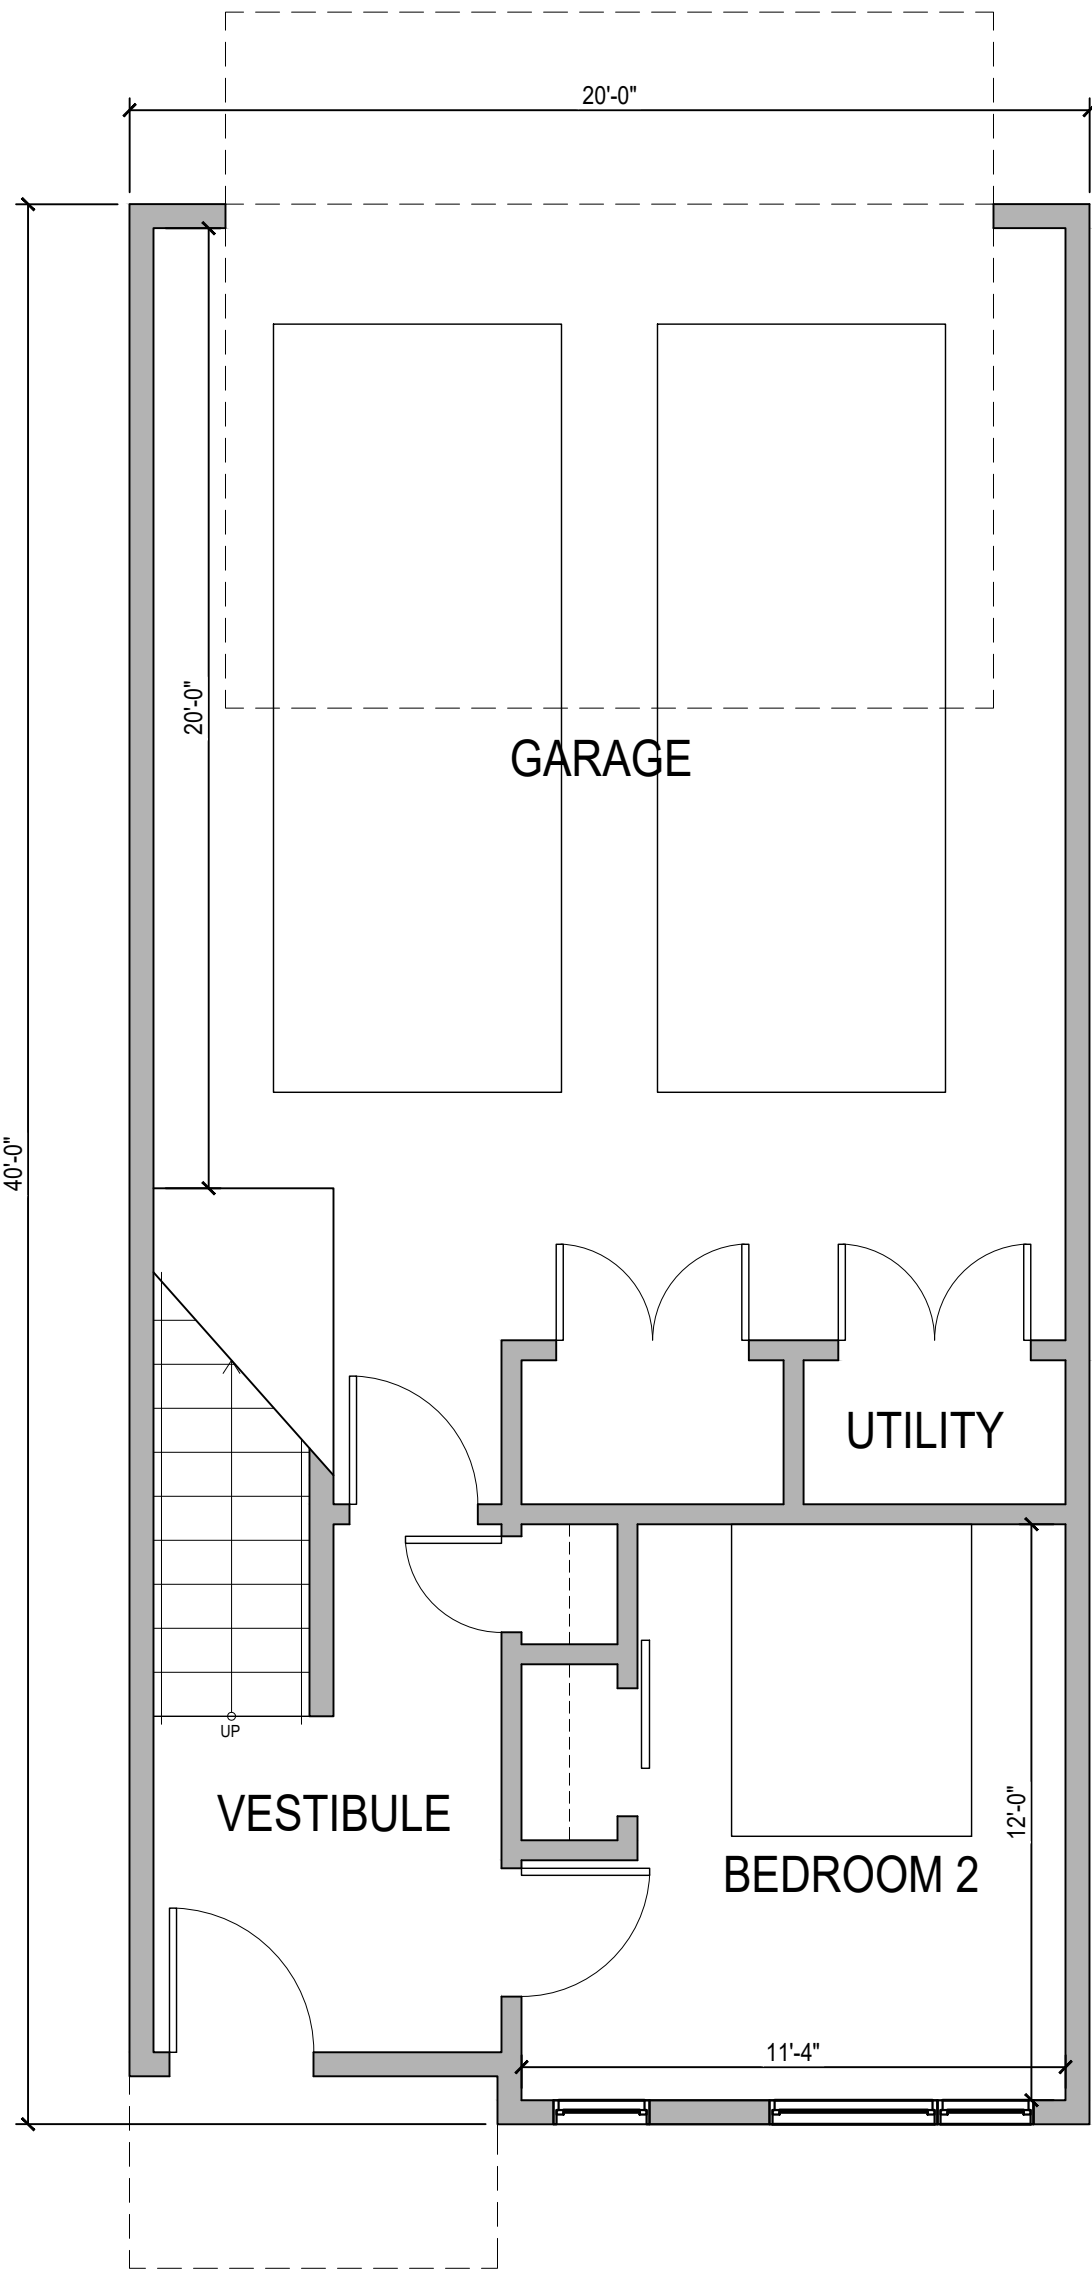 20'-0"
20'-0"
GARAGE
40'-0"
UTILITY
UP
VESTIBULE
12'-0"
BEDROOM 2
11'-4"